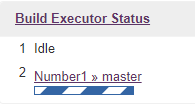 Build Executor Status
1 Idle
2 Number1 » master